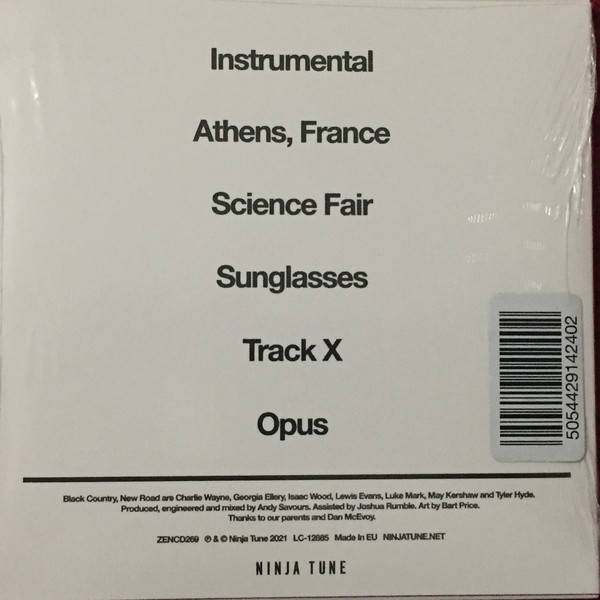 Instrumental
Athens, France
Science Fair
Sunglasses
Track X
Opus
5054429142402
Black Country, New Road are Charlie Wayne, Georgia Ellery, Isaac Wood, Lewis Evans, Luke Mark, May Kershaw and Tyler Hyde.
Produced, engineered and mixed by Andy Savours. Assisted by Joshua Rumble. Art by Bart Price.
Thanks to our parents and Dan McEvoy.
ZENCD269 ℗ & © Ninja Tune 2021 LC-12885 Made In EU NINJATUNE.NET
NINJA TUNE